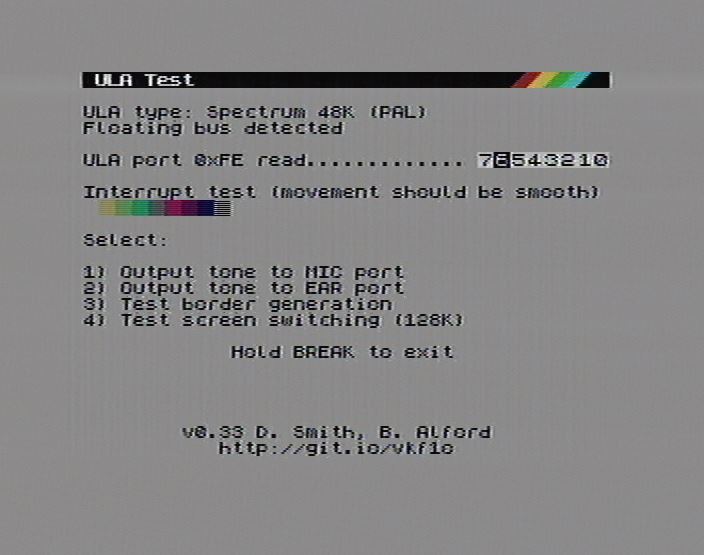 ULA Test
ULA type: Spectrum 48K (PAL)
Floating bus detected
ULA port 0xFE read............. 76543210
Interrupt test (movement should be smooth)
Select:
1) Output tone to MIC port
2) Output tone to EAR port
3) Test border generation
4) Test screen switching (128K)
Hold BREAK to exit
v0.33 D. Smith, B. Alford
http://git.io/vkf1o